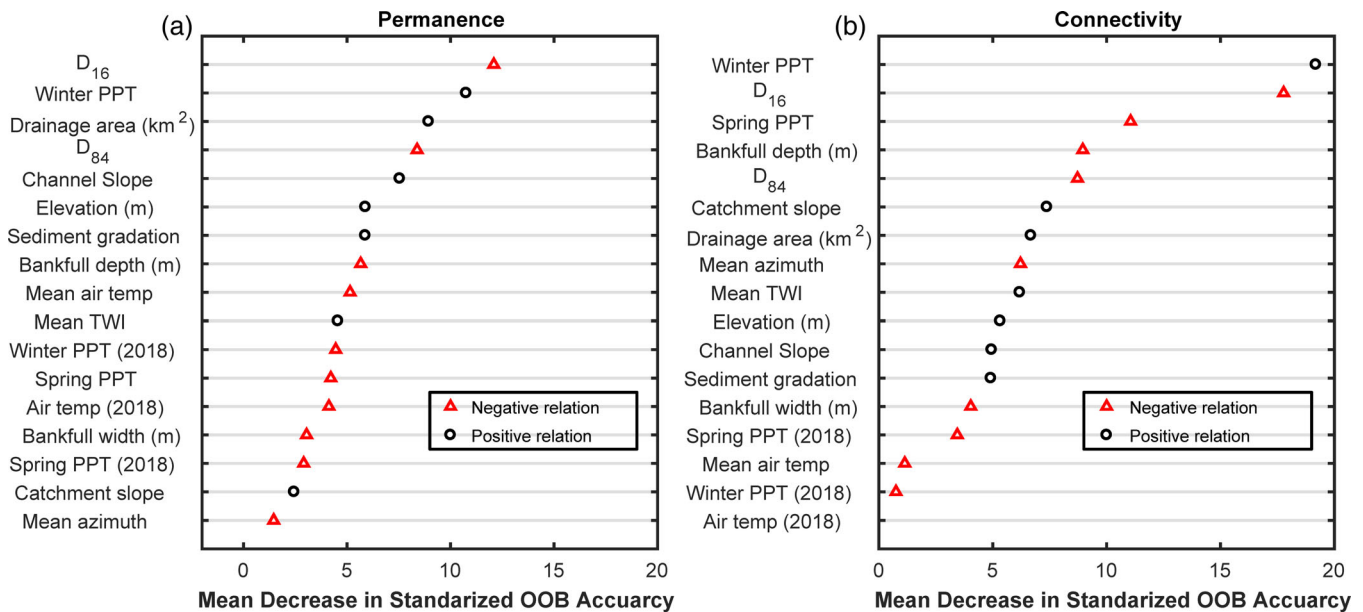 (a)
Permanence
D16
Winter PPT
Drainage area (km2)
D84
Channel Slope
Elevation (m)
Sediment gradation
Bankfull depth (m)
Mean air temp
Mean TWI
Winter PPT (2018)
Spring PPT
Air temp (2018)
Bankfull width (m)
Spring PPT (2018)
Catchment slope
Mean azimuth
Negative relation
Positive relation
0 5 10 15 20
Mean Decrease in Standarized OOB Accuarcy
(b)
Connectivity
Winter PPT
D16
Spring PPT
Bankfull depth (m)
D84
Catchment slope
Drainage area (km2)
Mean azimuth
Mean TWI
Elevation (m)
Channel Slope
Sediment gradation
Bankfull width (m)
Spring PPT (2018)
Mean air temp
Winter PPT (2018)
Air temp (2018)
Negative relation
Positive relation
0 5 10 15 20
Mean Decrease in Standarized OOB Accuarcy